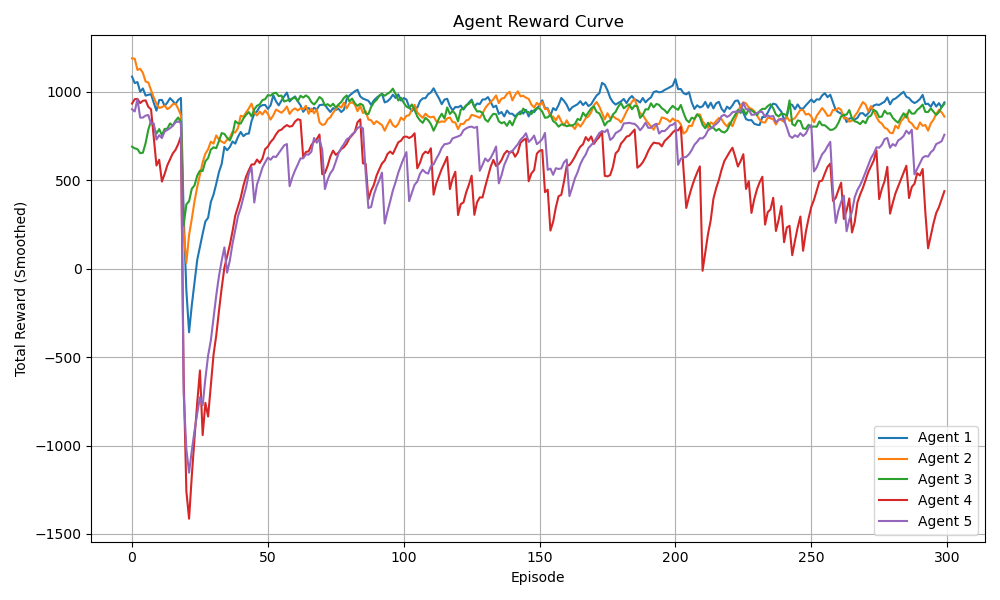 Agent Reward Curve
Total Reward (Smoothed)
1000
500
0
−500
−1000
−1500
0 50 100 150 200 250 300
Episode
Agent 1
Agent 2
Agent 3
Agent 4
Agent 5